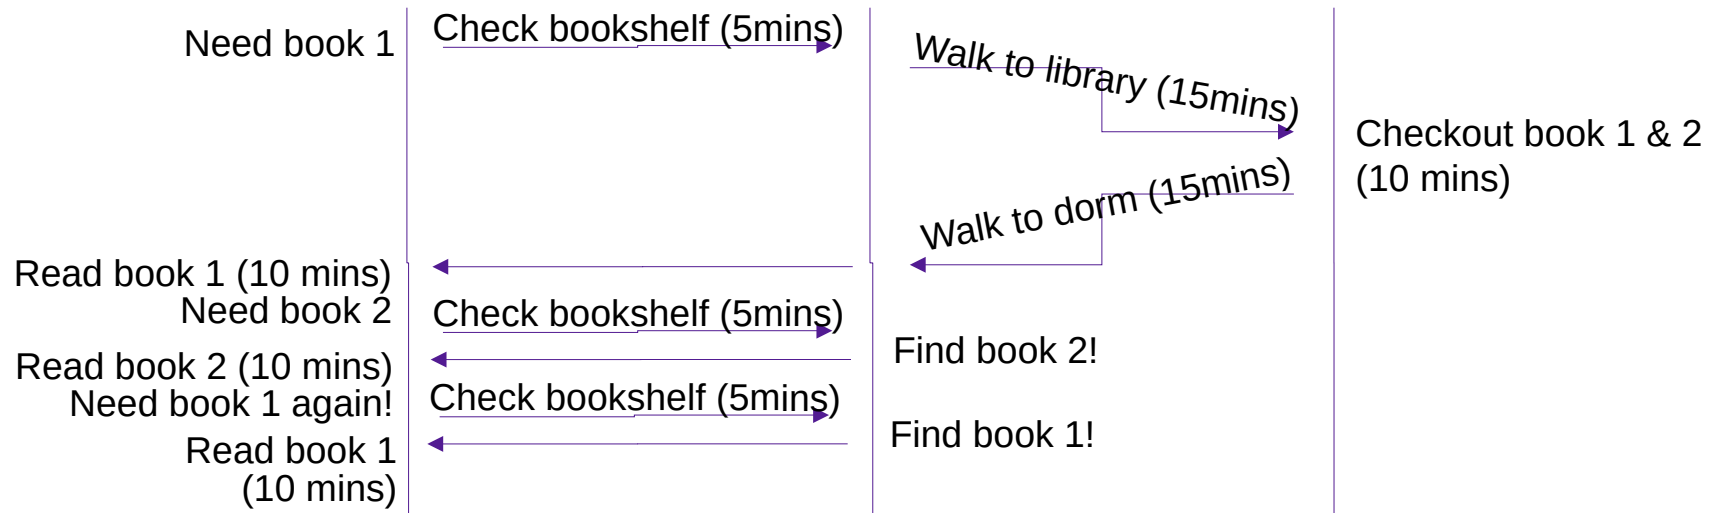 Need book 1
Check bookshelf (5mins)
Walk to library (15mins)
Checkout book 1 & 2
(10 mins)
Walk to dorm (15mins)
Read book 1 (10 mins)
Need book 2
Check bookshelf (5mins)
Find book 2!
Read book 2 (10 mins)
Need book 1 again!
Check bookshelf (5mins)
Find book 1!
Read book 1
(10 mins)